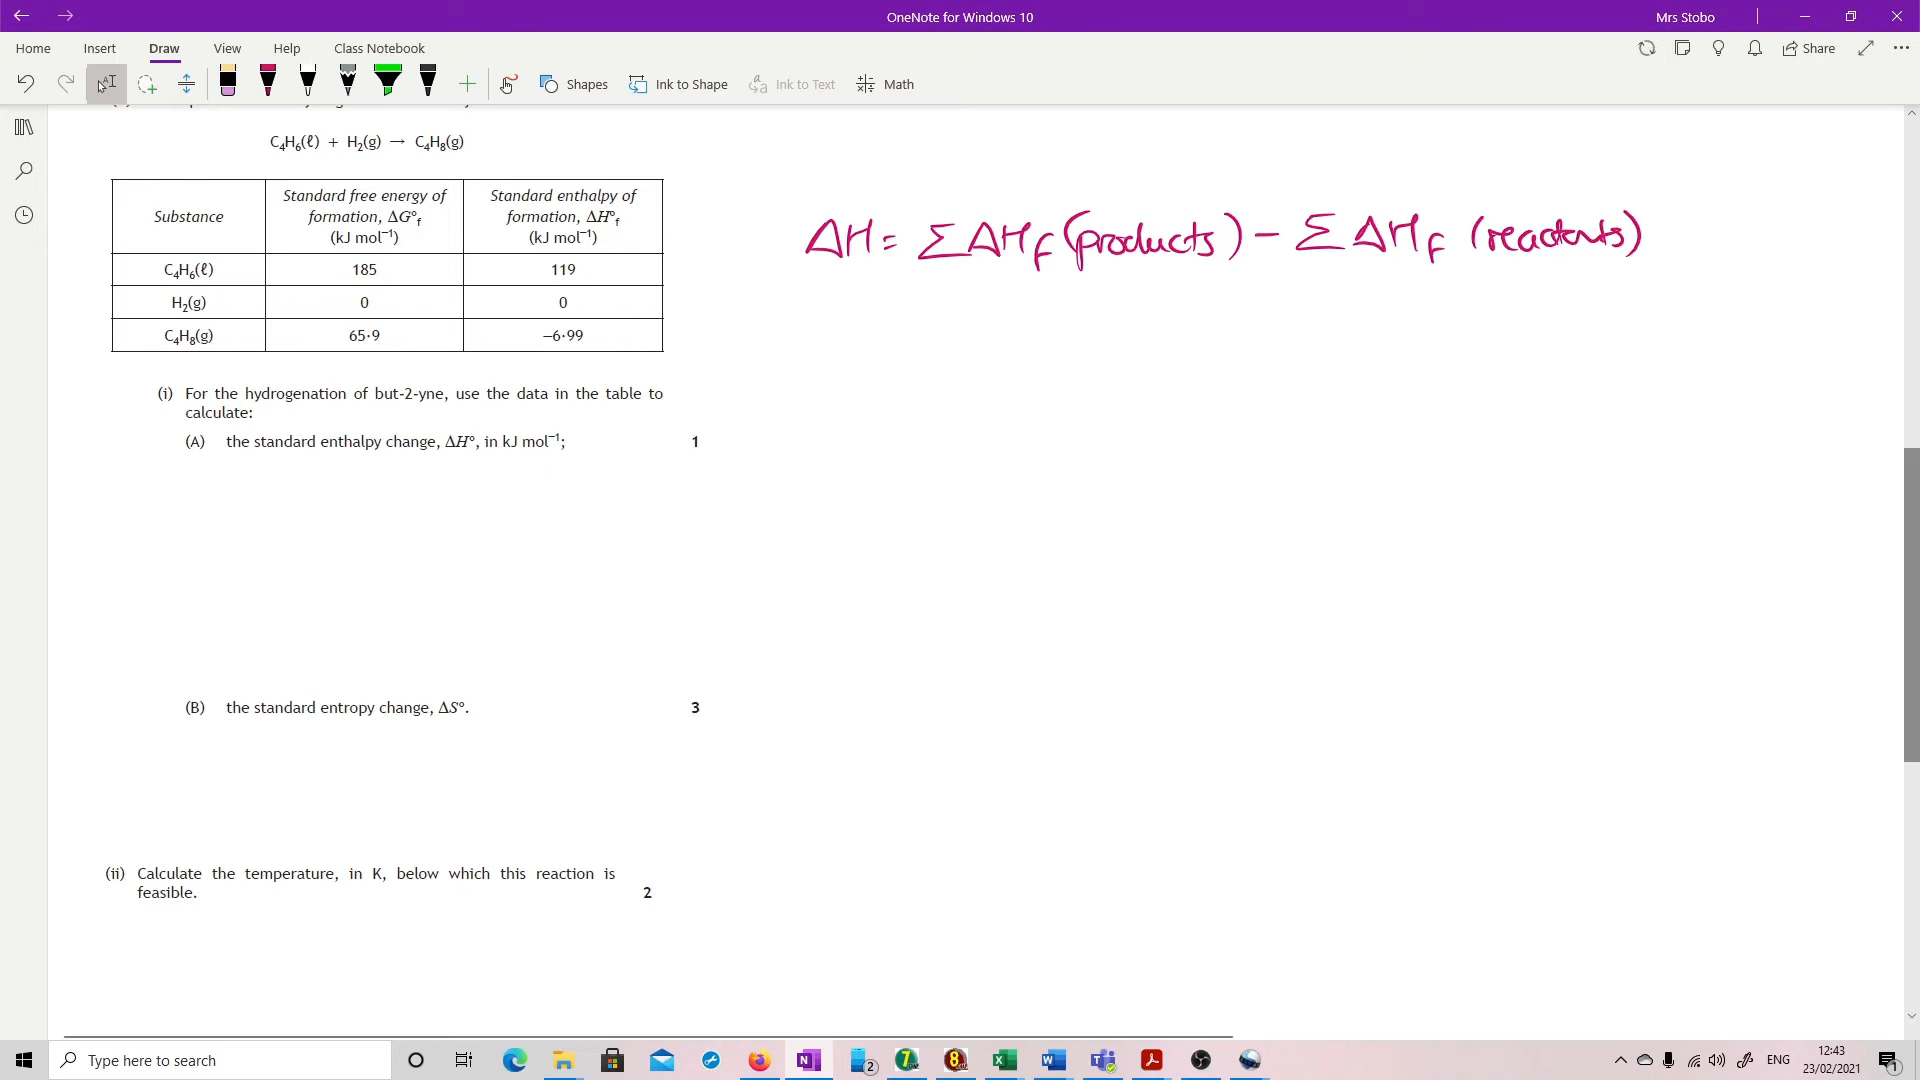 OneNote for Windows 10
Mrs Stobo
Home Insert Draw View Help Class Notebook
Share
Shapes Ink to Shape Ink to Text Math
C₄H₆(ℓ) + H₂(g) → C₄H₈(g)
Substance
Standard free energy of formation, ΔG°f (kJ mol⁻¹)
Standard enthalpy of formation, ΔH°f (kJ mol⁻¹)
C₄H₆(ℓ) 185 119
H₂(g) 0 0
C₄H₈(g) 65·9 –6·99
ΔH = ΣΔHf (products) – ΣΔHf (reactants)
(i) For the hydrogenation of but-2-yne, use the data in the table to
calculate:
(A) the standard enthalpy change, ΔH°, in kJ mol⁻¹; 1
(B) the standard entropy change, ΔS°. 3
(ii) Calculate the temperature, in K, below which this reaction is
feasible. 2
Type here to search
2
7
8
ENG
12:43
23/02/2021
1